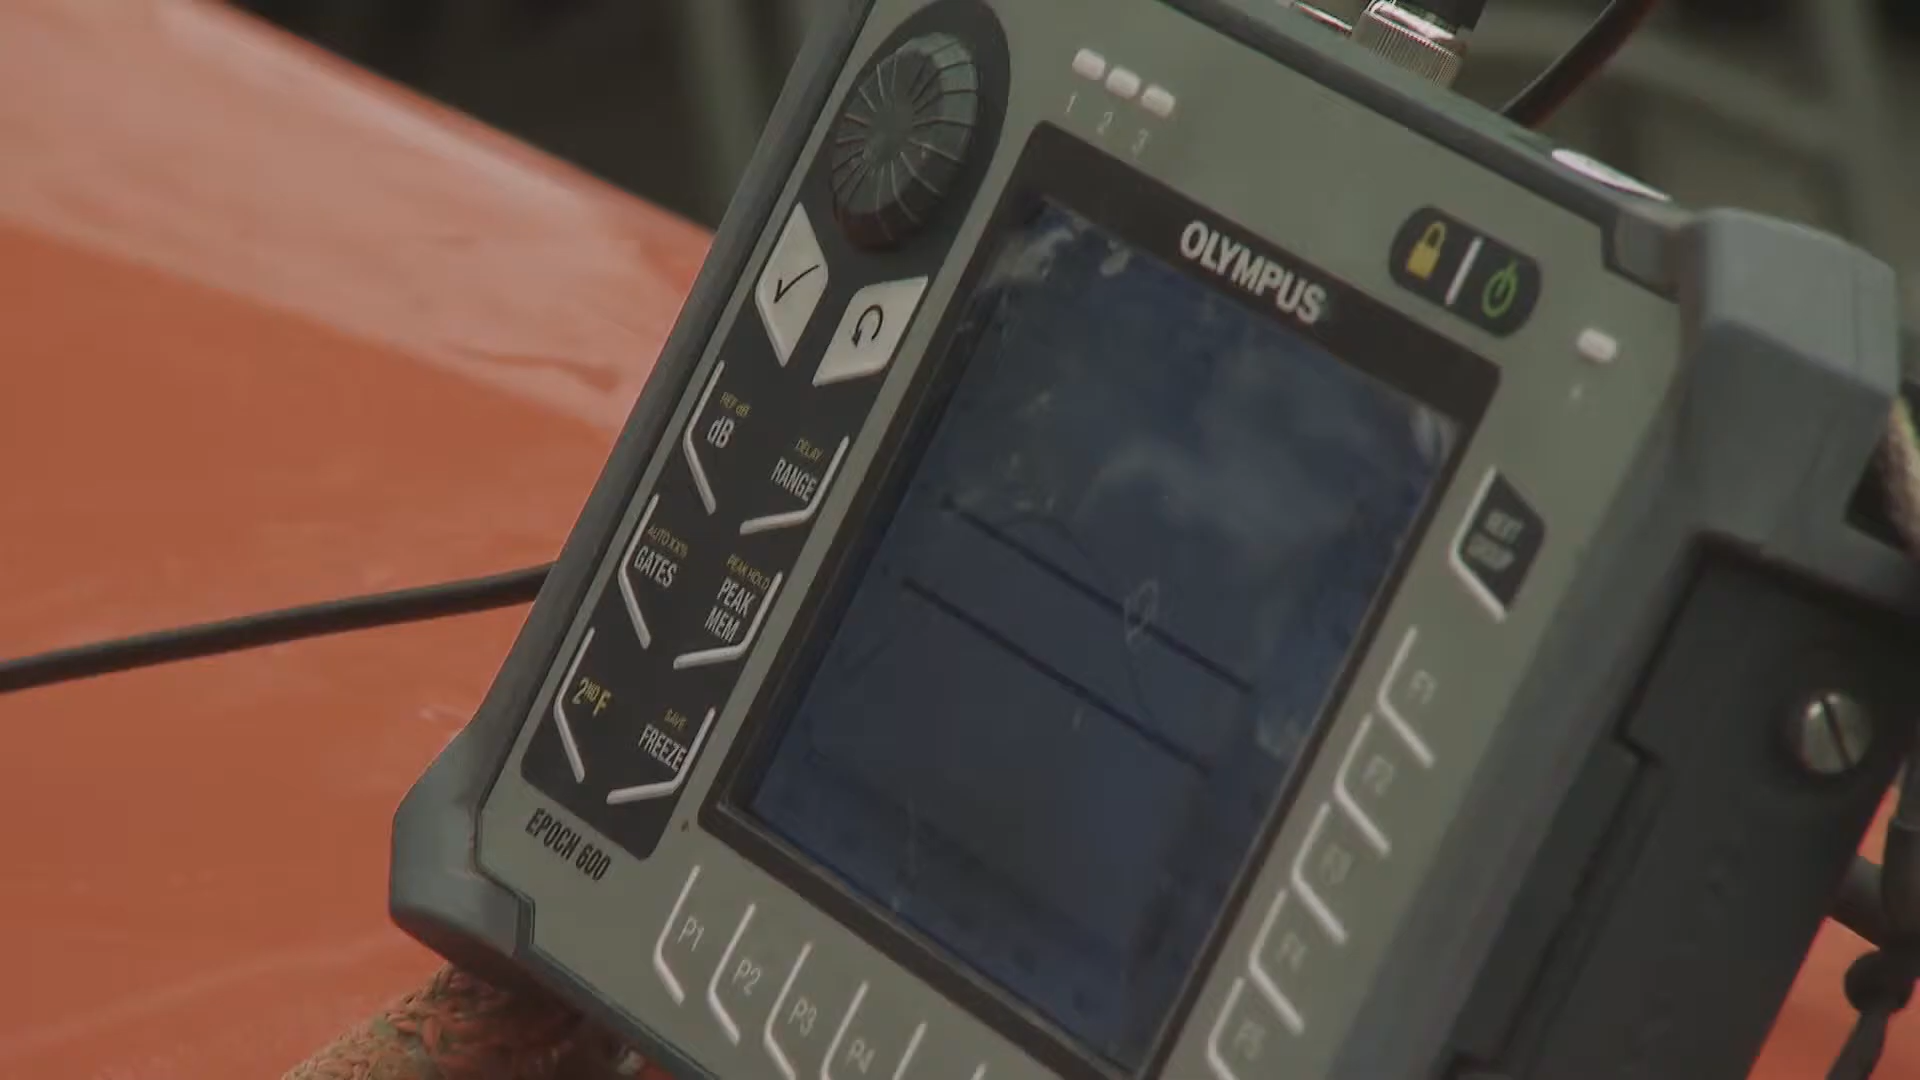 1 2 3
OLYMPUS
REF dB
dB
DELAY
RANGE
AUTO XX%
GATES
PEAK HOLD
PEAK
MEM
2ND F
SAVE
FREEZE
EPOCH 600
NEXT
GROUP
F1
F2
F3
F4
F5
P1
P2
P3
P4